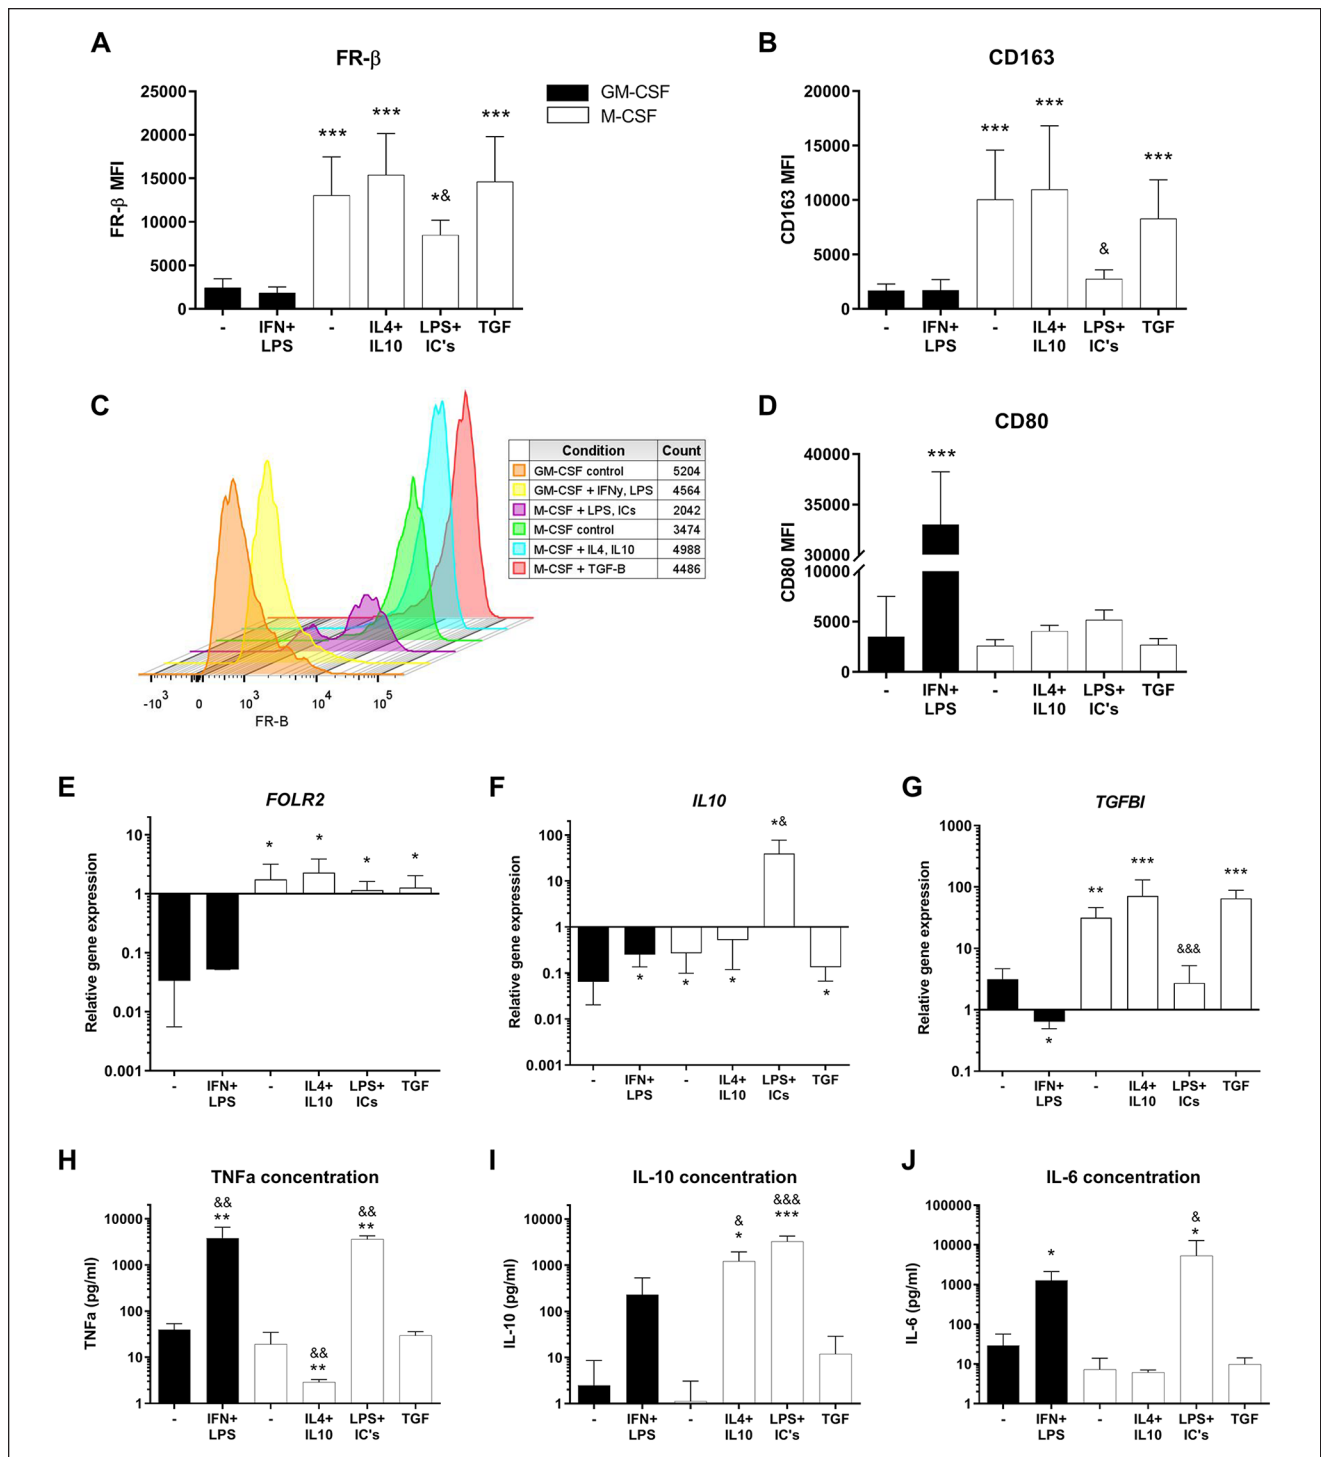 A
FR-β
25000
20000
15000
10000
5000
0
FR-β MFI
***
***
*&
***
-
IFN+
LPS
-
IL4+
IL10
LPS+
IC's
TGF
GM-CSF
M-CSF
B
CD163
20000
15000
10000
5000
0
CD163 MFI
***
***
&
***
-
IFN+
LPS
-
IL4+
IL10
LPS+
IC's
TGF
C
Condition Count
GM-CSF control 5204
GM-CSF + IFNy, LPS 4564
M-CSF + LPS, ICs 2042
M-CSF control 3474
M-CSF + IL4, IL10 4988
M-CSF + TGF-B 4486
-10³ 0 10³ 10⁴ 10⁵
FR-B
D
CD80
40000
35000
30000
10000
5000
0
CD80 MFI
***
-
IFN+
LPS
-
IL4+
IL10
LPS+
IC's
TGF
E
FOLR2
10
1
0.1
0.01
0.001
Relative gene expression
*
*
*
*
-
IFN+
LPS
-
IL4+
IL10
LPS+
ICs
TGF
F
IL10
100
10
1
0.1
0.01
0.001
Relative gene expression
*
*
*
*&
*
-
IFN+
LPS
-
IL4+
IL10
LPS+
ICs
TGF
G
TGFBI
1000
100
10
1
0.1
Relative gene expression
*
**
***
&&&
***
-
IFN+
LPS
-
IL4+
IL10
LPS+
ICs
TGF
H
TNFa concentration
10000
1000
100
10
1
TNFa (pg/ml)
&&
**
&&
**
&&
**
-
IFN+
LPS
-
IL4+
IL10
LPS+
IC's
TGF
I
IL-10 concentration
10000
1000
100
10
1
IL-10 (pg/ml)
&
*
&&&
***
-
IFN+
LPS
-
IL4+
IL10
LPS+
IC's
TGF
J
IL-6 concentration
100000
10000
1000
100
10
1
IL-6 (pg/ml)
*
&
*
-
IFN+
LPS
-
IL4+
IL10
LPS+
IC's
TGF